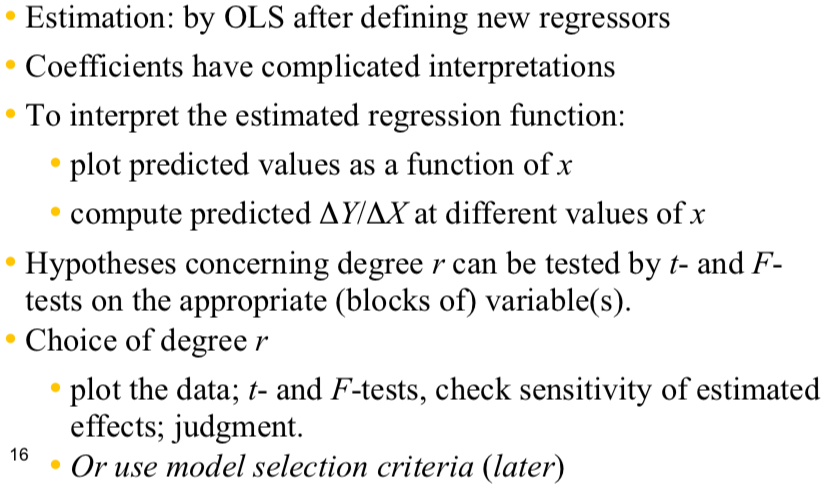 • Estimation: by OLS after defining new regressors
• Coefficients have complicated interpretations
• To interpret the estimated regression function:
• plot predicted values as a function of x
• compute predicted ΔY/ΔX at different values of x
• Hypotheses concerning degree r can be tested by t- and F-
tests on the appropriate (blocks of) variable(s).
• Choice of degree r
• plot the data; t- and F-tests, check sensitivity of estimated
effects; judgment.
16 • Or use model selection criteria (later)